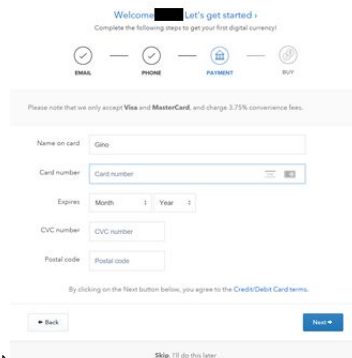 Welcome Let's get started ›
Complete the following steps to get your first digital currency!
EMAIL PHONE PAYMENT BUY
Please note that we only accept Visa and MasterCard, and charge 3.75% convenience fees.
Name on card Gino
Card number Card number
Expires Month Year
CVC number CVC number
Postal code Postal code
By clicking on the Next button below, you agree to the Credit/Debit Card terms.
Back Next
Skip, I'll do this later